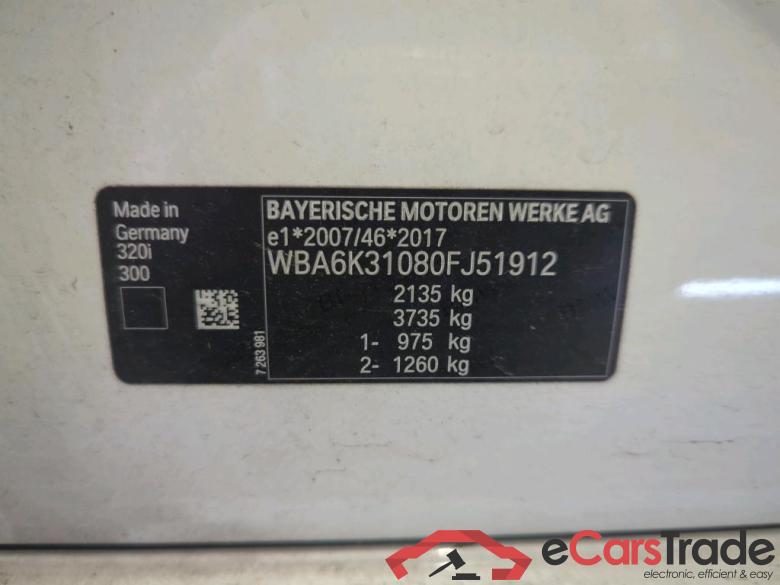 Made in
Germany
320i
300
7 263 981
BAYERISCHE MOTOREN WERKE AG
e1*2007/46*2017
WBA6K31080FJ51912
2135 kg
3735 kg
1- 975 kg
2- 1260 kg
eCarsTrade
electronic, efficient & easy